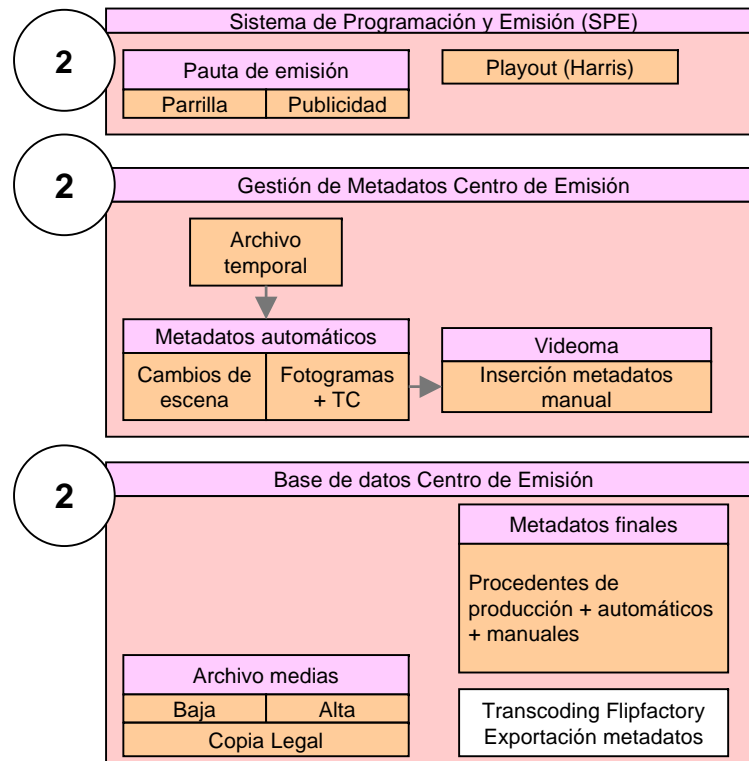 Sistema de Programación y Emisión (SPE)
2
Pauta de emisión
Parrilla
Publicidad
Playout (Harris)
2
Gestión de Metadatos Centro de Emisión
Archivo
temporal
Metadatos automáticos
Cambios de
escena
Fotogramas
+ TC
Videoma
Inserción metadatos
manual
2
Base de datos Centro de Emisión
Metadatos finales
Procedentes de
producción + automáticos
+ manuales
Archivo medias
Baja
Alta
Copia Legal
Transcoding Flipfactory
Exportación metadatos